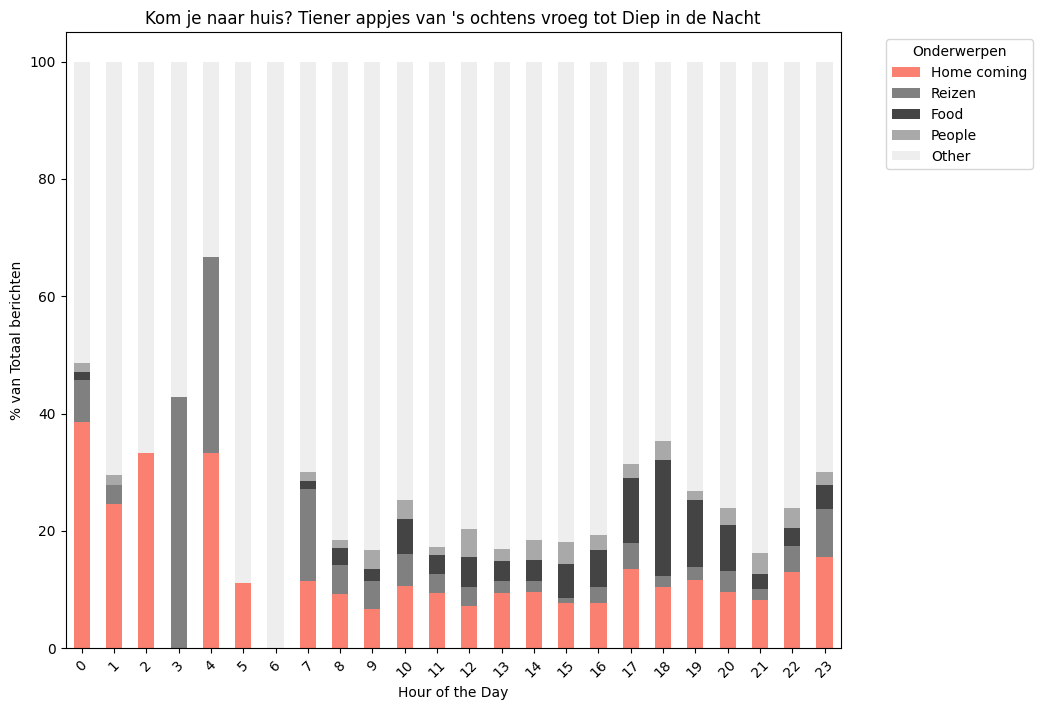 Kom je naar huis? Tiener appjes van 's ochtens vroeg tot Diep in de Nacht
Onderwerpen
Home coming
Reizen
Food
People
Other
% van Totaal berichten
100
80
60
40
20
0
0 1 2 3 4 5 6 7 8 9 10 11 12 13 14 15 16 17 18 19 20 21 22 23
Hour of the Day